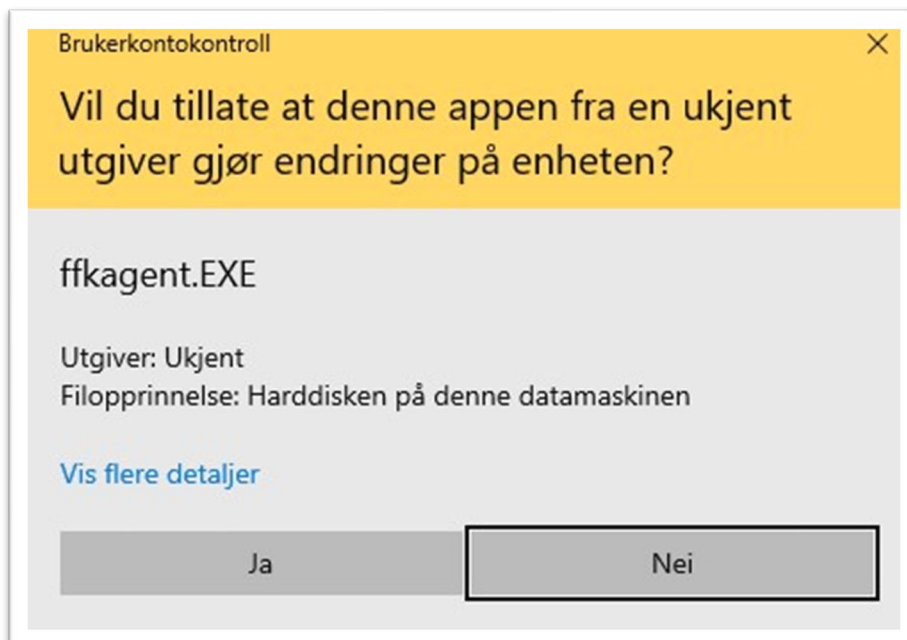 Brukerkontokontroll
Vil du tillate at denne appen fra en ukjent
utgiver gjør endringer på enheten?
ffkagent.EXE
Utgiver: Ukjent
Filopprinnelse: Harddisken på denne datamaskinen
Vis flere detaljer
Ja
Nei